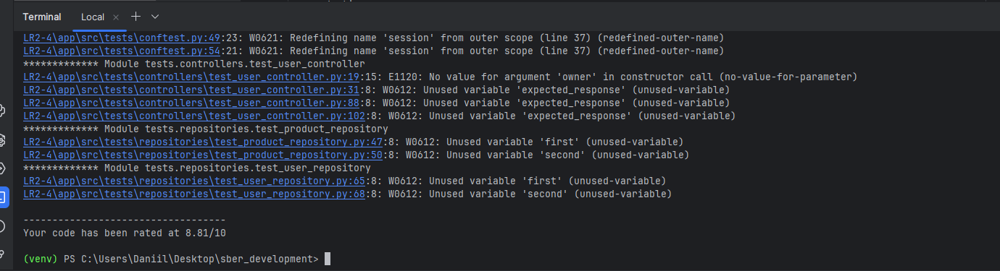 Terminal Local × + ⌄
LR2-4\app\src\tests\conftest.py:49:23: W0621: Redefining name 'session' from outer scope (line 37) (redefined-outer-name)
LR2-4\app\src\tests\conftest.py:54:21: W0621: Redefining name 'session' from outer scope (line 37) (redefined-outer-name)
************* Module tests.controllers.test_user_controller
LR2-4\app\src\tests\controllers\test_user_controller.py:19:15: E1120: No value for argument 'owner' in constructor call (no-value-for-parameter)
LR2-4\app\src\tests\controllers\test_user_controller.py:31:8: W0612: Unused variable 'expected_response' (unused-variable)
LR2-4\app\src\tests\controllers\test_user_controller.py:88:8: W0612: Unused variable 'expected_response' (unused-variable)
LR2-4\app\src\tests\controllers\test_user_controller.py:102:8: W0612: Unused variable 'expected_response' (unused-variable)
************* Module tests.repositories.test_product_repository
LR2-4\app\src\tests\repositories\test_product_repository.py:47:8: W0612: Unused variable 'first' (unused-variable)
LR2-4\app\src\tests\repositories\test_product_repository.py:50:8: W0612: Unused variable 'second' (unused-variable)
************* Module tests.repositories.test_user_repository
LR2-4\app\src\tests\repositories\test_user_repository.py:65:8: W0612: Unused variable 'first' (unused-variable)
LR2-4\app\src\tests\repositories\test_user_repository.py:68:8: W0612: Unused variable 'second' (unused-variable)
-----------------------------------
Your code has been rated at 8.81/10
(venv) PS C:\Users\Daniil\Desktop\sber_development>